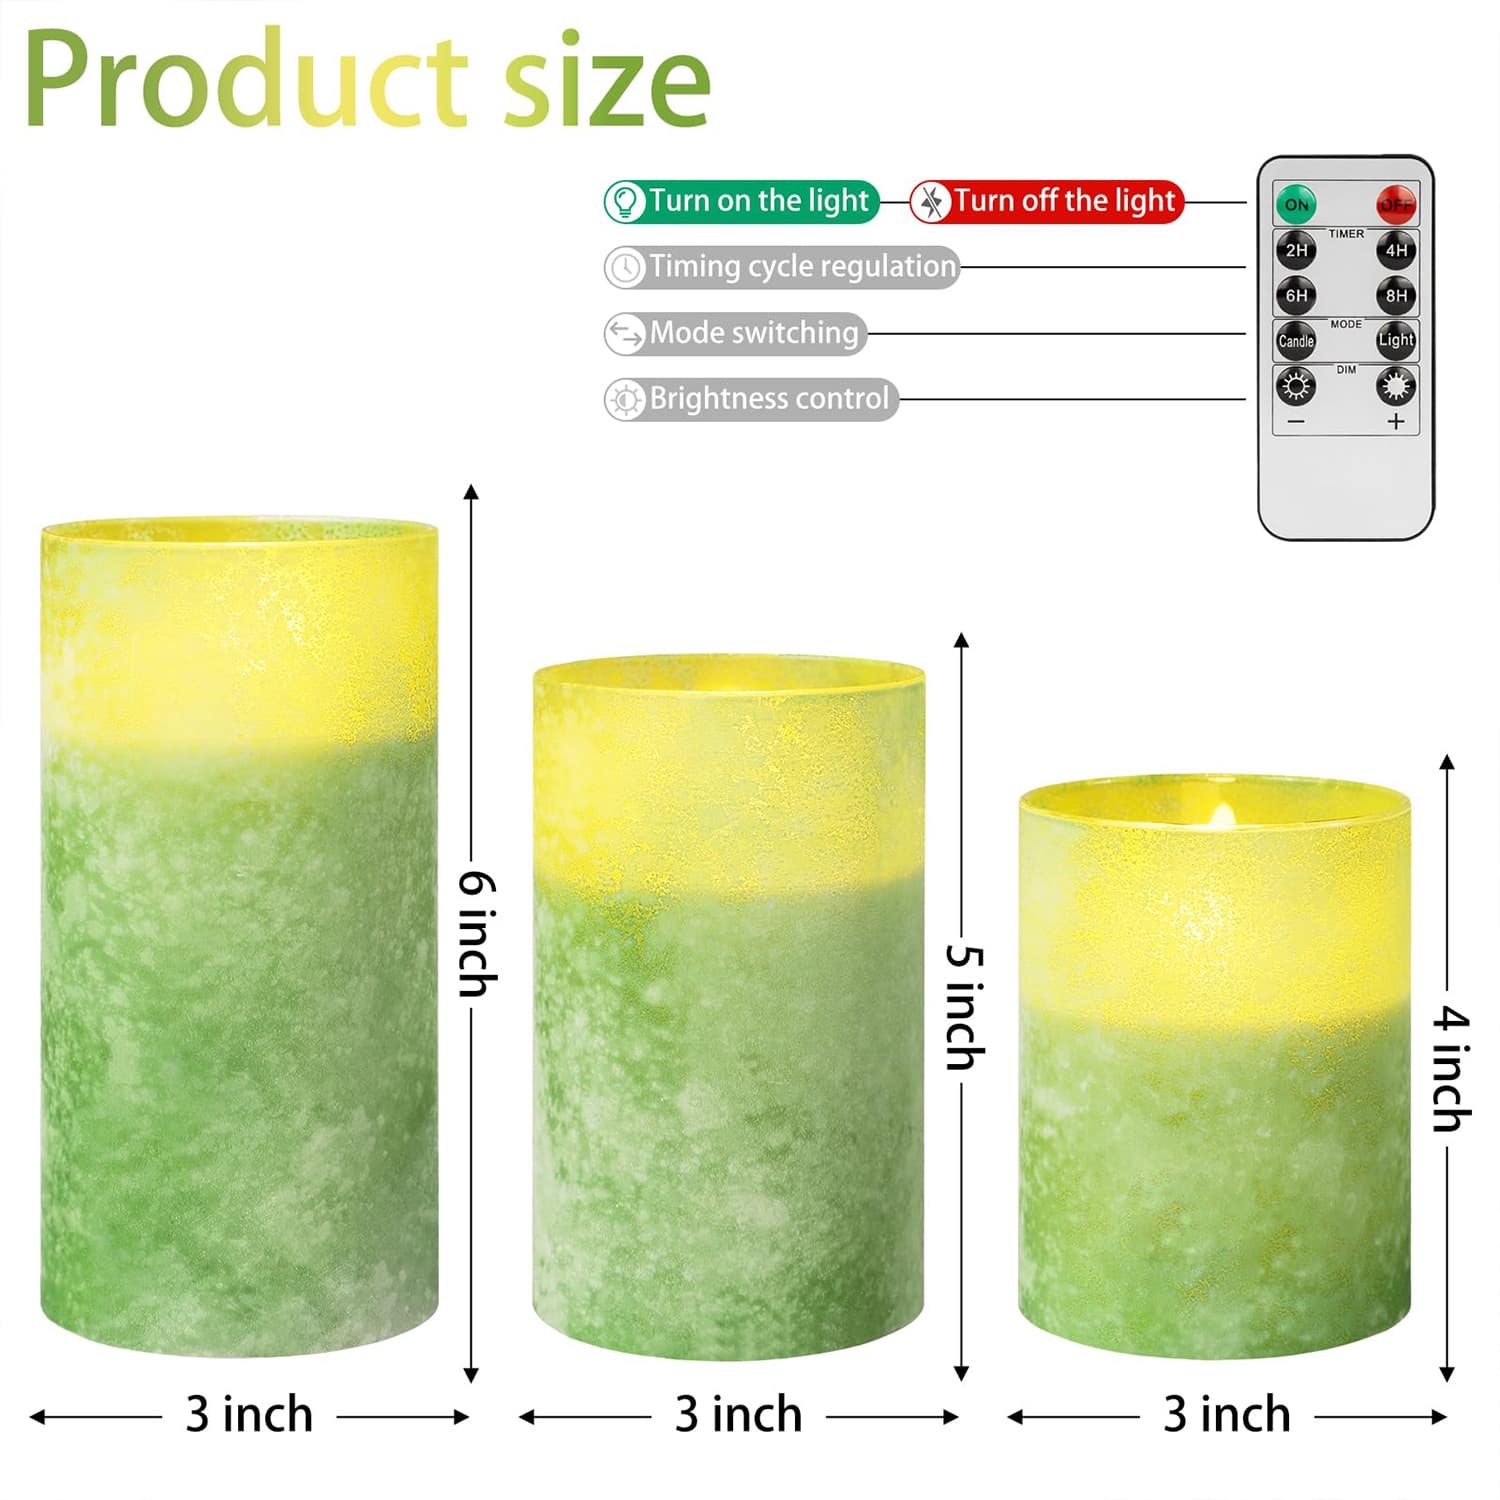 Product size
Turn on the light
Turn off the light
Timing cycle regulation
Mode switching
Brightness control
ON OFF
TIMER
2H 4H
6H 8H
MODE
Candle Light
DIM
− +
6 inch
5 inch
4 inch
3 inch
3 inch
3 inch